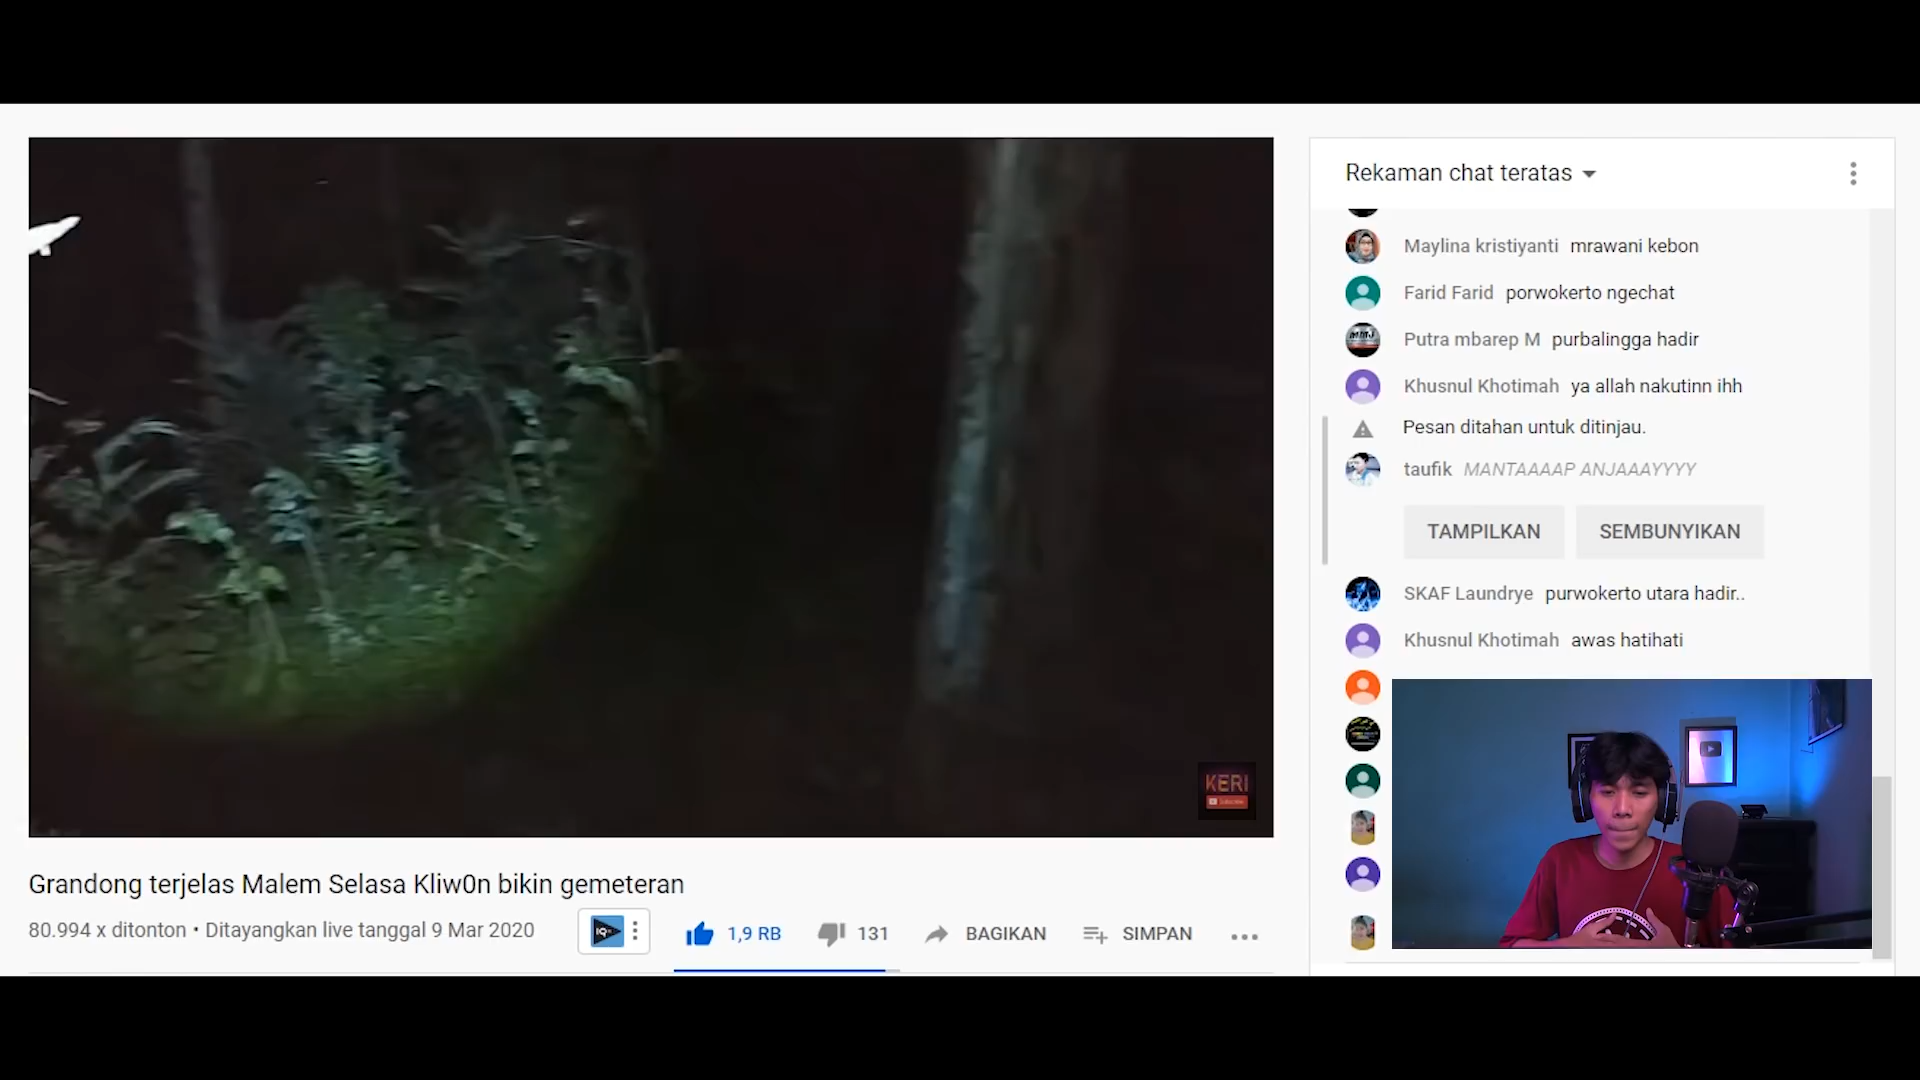 Rekaman chat teratas
Maylina kristiyanti mrawani kebon
Farid Farid porwokerto ngechat
Putra mbarep M purbalingga hadir
Khusnul Khotimah ya allah nakutinn ihh
Pesan ditahan untuk ditinjau.
taufik MANTAAAAP ANJAAAYYYY
TAMPILKAN SEMBUNYIKAN
SKAF Laundrye purwokerto utara hadir..
Khusnul Khotimah awas hatihati
KERI
Grandong terjelas Malem Selasa Kliw0n bikin gemeteran
80.994 x ditonton • Ditayangkan live tanggal 9 Mar 2020
IQ
1,9 RB 131 BAGIKAN SIMPAN